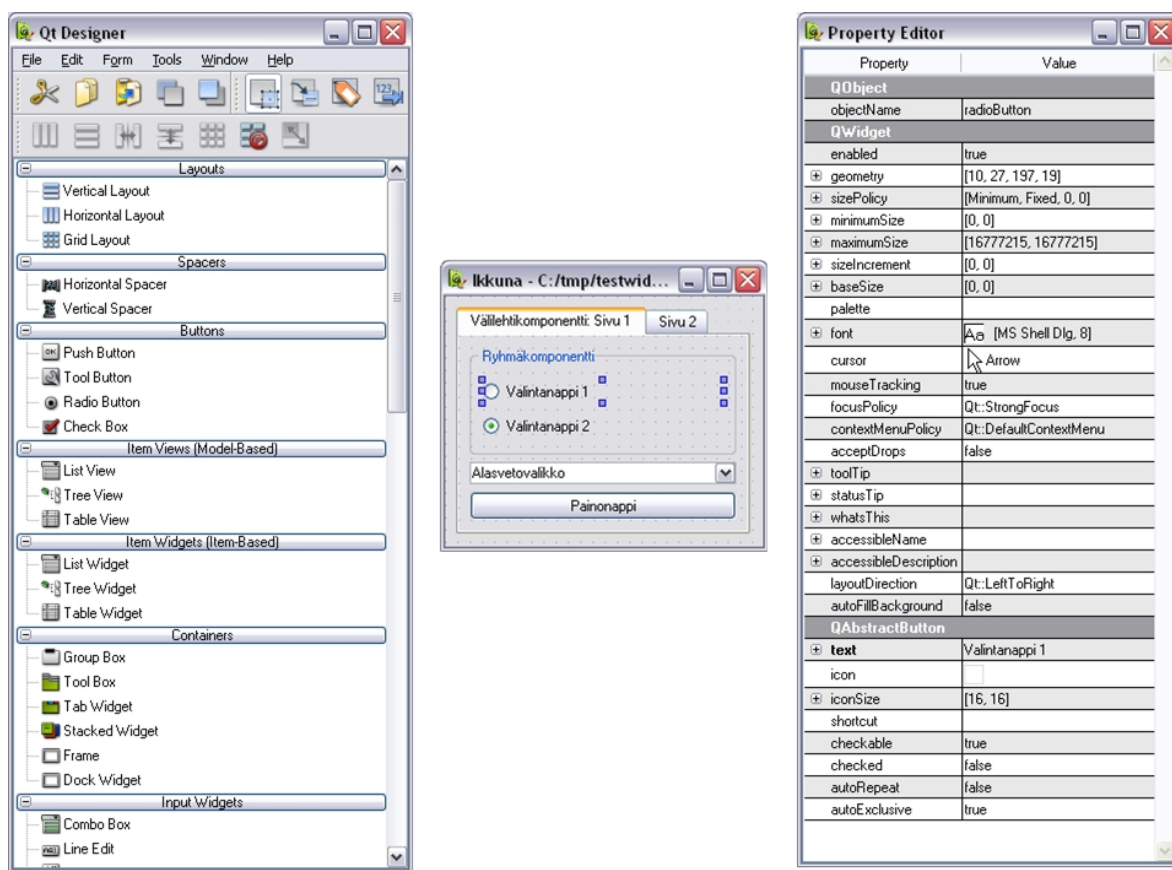 Qt Designer
File Edit Form Tools Window Help
123
Layouts
Vertical Layout
Horizontal Layout
Grid Layout
Spacers
Horizontal Spacer
Vertical Spacer
Buttons
OK Push Button
Tool Button
Radio Button
Check Box
Item Views (Model-Based)
List View
Tree View
Table View
Item Widgets (Item-Based)
List Widget
Tree Widget
Table Widget
Containers
Group Box
Tool Box
Tab Widget
Stacked Widget
Frame
Dock Widget
Input Widgets
Combo Box
Line Edit
Ikkuna - C:/tmp/testwid...
Välilehtikomponentti: Sivu 1 Sivu 2
Ryhmäkomponentti
Valintanappi 1
Valintanappi 2
Alasvetovalikko
Painonappi
Property Editor
Property Value
QObject
objectName radioButton
QWidget
enabled true
geometry [10, 27, 197, 19]
sizePolicy [Minimum, Fixed, 0, 0]
minimumSize [0, 0]
maximumSize [16777215, 16777215]
sizeIncrement [0, 0]
baseSize [0, 0]
palette
font Aa [MS Shell Dlg, 8]
cursor Arrow
mouseTracking true
focusPolicy Qt::StrongFocus
contextMenuPolicy Qt::DefaultContextMenu
acceptDrops false
toolTip
statusTip
whatsThis
accessibleName
accessibleDescription
layoutDirection Qt::LeftToRight
autoFillBackground false
QAbstractButton
text Valintanappi 1
icon
iconSize [16, 16]
shortcut
checkable true
checked false
autoRepeat false
autoExclusive true